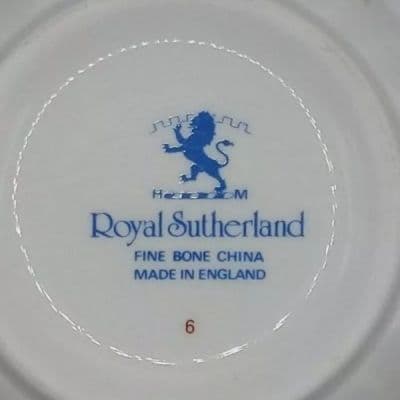 H M
Royal Sutherland
FINE BONE CHINA
MADE IN ENGLAND
6